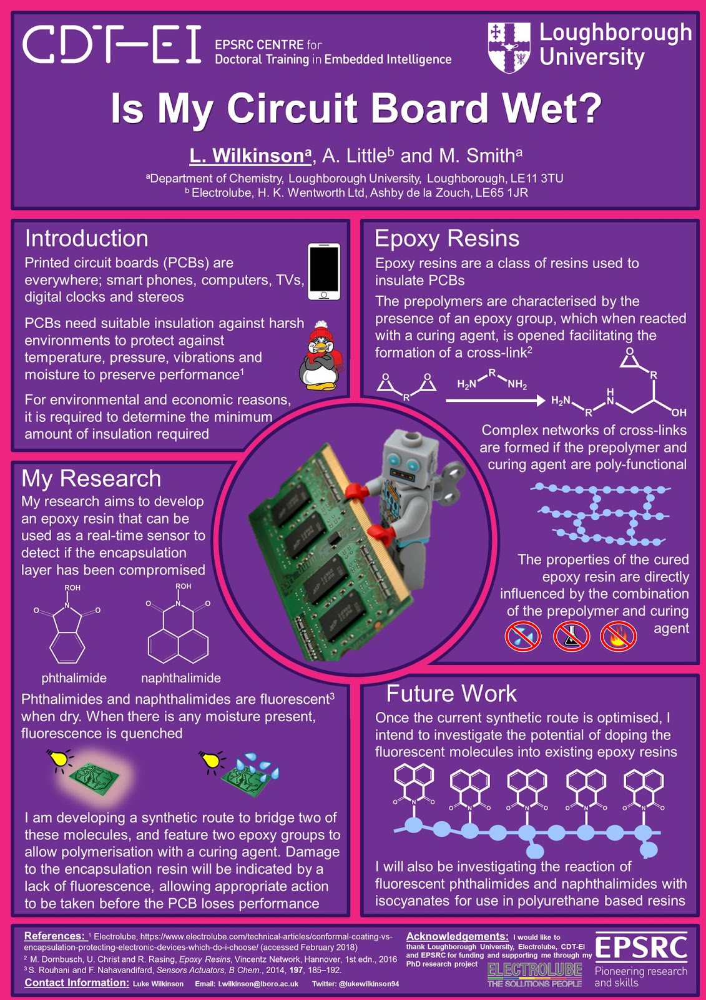 CDT-EI
EPSRC CENTRE for
Doctoral Training in Embedded Intelligence
Loughborough
University
Is My Circuit Board Wet?
L. Wilkinsonᵃ, A. Littleᵇ and M. Smithᵃ
ᵃDepartment of Chemistry, Loughborough University, Loughborough, LE11 3TU
ᵇ Electrolube, H. K. Wentworth Ltd, Ashby de la Zouch, LE65 1JR
Introduction
Printed circuit boards (PCBs) are
everywhere; smart phones, computers, TVs,
digital clocks and stereos
PCBs need suitable insulation against harsh
environments to protect against
temperature, pressure, vibrations and
moisture to preserve performance¹
For environmental and economic reasons,
it is required to determine the minimum
amount of insulation required
My Research
My research aims to develop
an epoxy resin that can be
used as a real-time sensor to
detect if the encapsulation
layer has been compromised
ROH
ROH
N
O
O
N
O
O
phthalimide
naphthalimide
Phthalimides and naphthalimides are fluorescent³
when dry. When there is any moisture present,
fluorescence is quenched
I am developing a synthetic route to bridge two of
these molecules, and feature two epoxy groups to
allow polymerisation with a curing agent. Damage
to the encapsulation resin will be indicated by a
lack of fluorescence, allowing appropriate action
to be taken before the PCB loses performance
Epoxy Resins
Epoxy resins are a class of resins used to
insulate PCBs
The prepolymers are characterised by the
presence of an epoxy group, which when reacted
with a curing agent, is opened facilitating the
formation of a cross-link²
O
O
R
H₂N
R
NH₂
H₂N
R
H
N
O
R
OH
Complex networks of cross-links
are formed if the prepolymer and
curing agent are poly-functional
The properties of the cured
epoxy resin are directly
influenced by the combination
of the prepolymer and curing
agent
Future Work
Once the current synthetic route is optimised, I
intend to investigate the potential of doping the
fluorescent molecules into existing epoxy resins
O N O
O N O
O N O
O N O
O N O
I will also be investigating the reaction of
fluorescent phthalimides and naphthalimides with
isocyanates for use in polyurethane based resins
References: ¹ Electrolube, https://www.electrolube.com/technical-articles/conformal-coating-vs-
encapsulation-protecting-electronic-devices-which-do-i-choose/ (accessed February 2018)
² M. Dornbusch, U. Christ and R. Rasing, Epoxy Resins, Vincentz Network, Hannover, 1st edn., 2016
³ S. Rouhani and F. Nahavandifard, Sensors Actuators, B Chem., 2014, 197, 185–192.
Contact Information: Luke Wilkinson Email: l.wilkinson@lboro.ac.uk Twitter: @lukewilkinson94
Acknowledgements: I would like to
thank Loughborough University, Electrolube, CDT-EI
and EPSRC for funding and supporting me through my
PhD research project
ELECTROLUBE
THE SOLUTIONS PEOPLE
EPSRC
Pioneering research
and skills